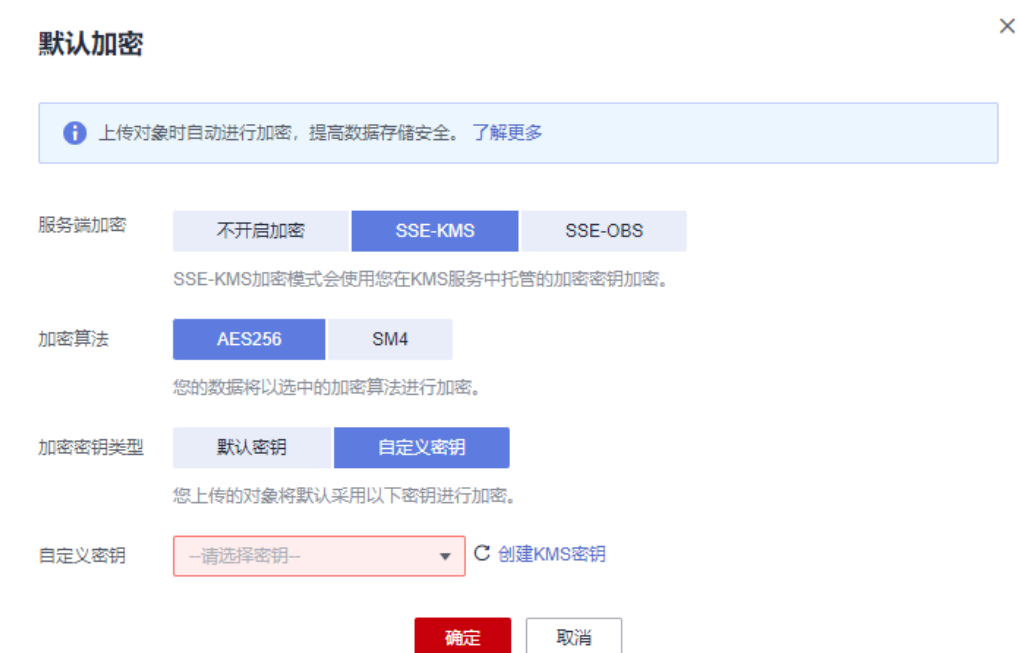 默认加密
上传对象时自动进行加密，提高数据存储安全。 了解更多
服务端加密 不开启加密 SSE-KMS SSE-OBS
SSE-KMS加密模式会使用您在KMS服务中托管的加密密钥加密。
加密算法 AES256 SM4
您的数据将以选中的加密算法进行加密。
加密密钥类型 默认密钥 自定义密钥
您上传的对象将默认采用以下密钥进行加密。
自定义密钥 --请选择密钥-- 创建KMS密钥
确定 取消